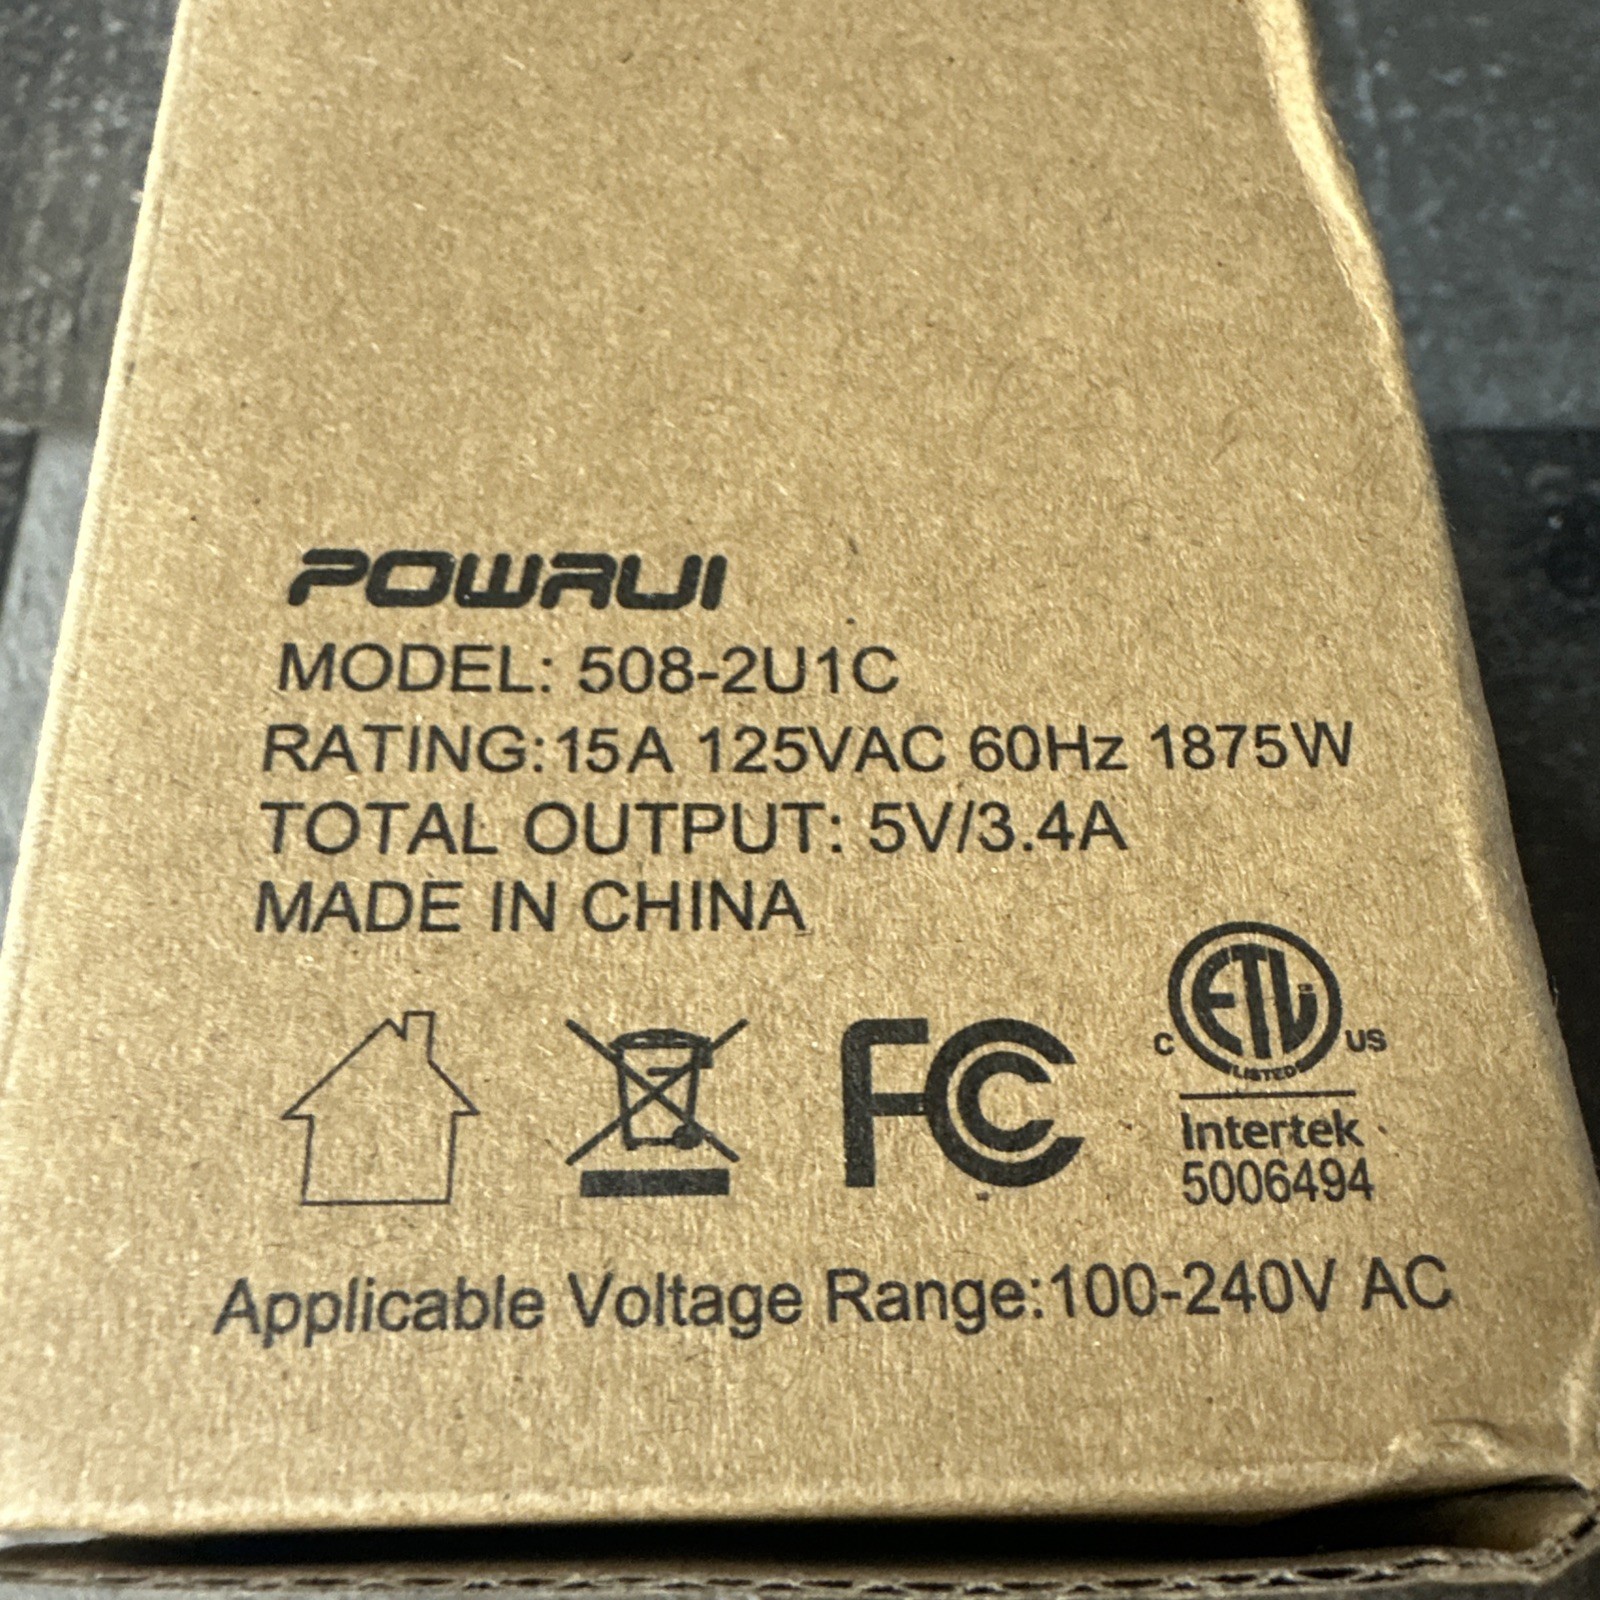 POWRUI
MODEL: 508-2U1C
RATING:15A 125VAC 60Hz 1875W
TOTAL OUTPUT: 5V/3.4A
MADE IN CHINA
FC
C ETL US
LISTED
Intertek
5006494
Applicable Voltage Range:100-240V AC